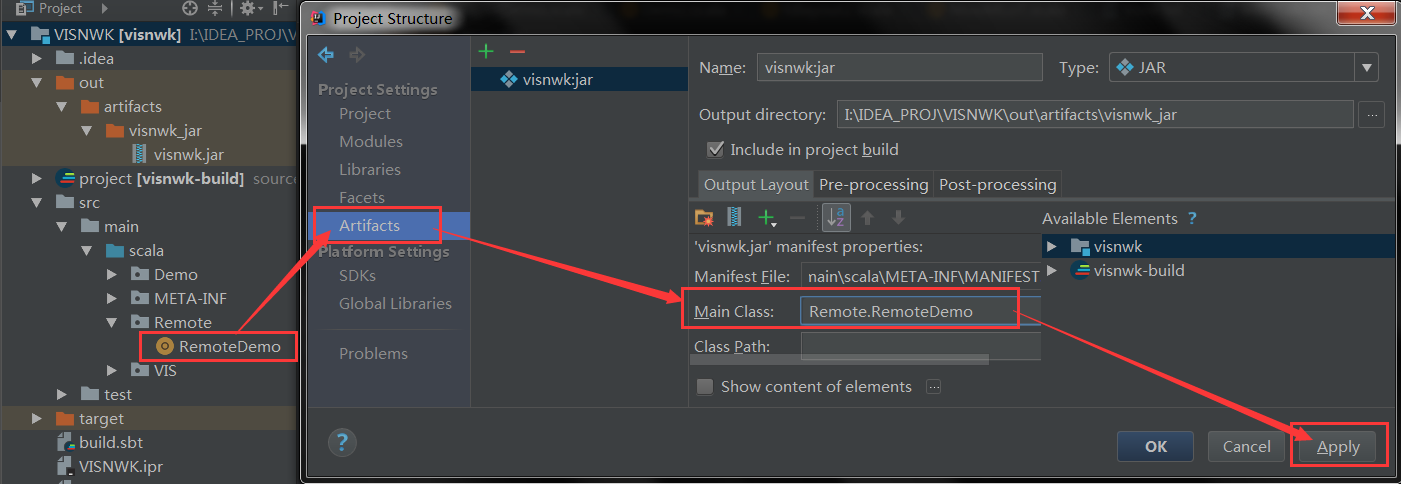 Project
VISNWK [visnwk] I:\IDEA_PROJ\V
.idea
out
artifacts
visnwk_jar
visnwk.jar
project [visnwk-build] source
src
main
scala
Demo
META-INF
Remote
RemoteDemo
VIS
test
target
build.sbt
VISNWK.ipr
Project Structure
Project Settings
Project
Modules
Libraries
Facets
Artifacts
Platform Settings
SDKs
Global Libraries
Problems
?
visnwk:jar
Name: visnwk:jar Type: JAR
Output directory: I:\IDEA_PROJ\VISNWK\out\artifacts\visnwk_jar ...
Include in project build
Output Layout Pre-processing Post-processing
Available Elements ?
'visnwk.jar' manifest properties:
Manifest File: nain\scala\META-INF\MANIFEST
Main Class: Remote.RemoteDemo
Class Path:
Show content of elements ...
visnwk
visnwk-build
OK Cancel Apply